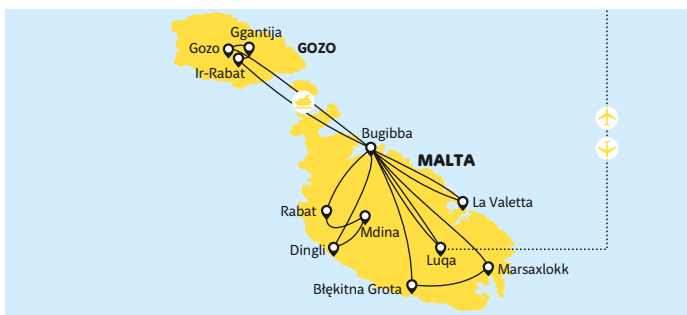 Ggantija
Gozo
GOZO
Ir-Rabat
Bugibba
MALTA
La Valetta
Rabat
Mdina
Dingli
Luqa
Marsaxlokk
Błękitna Grota